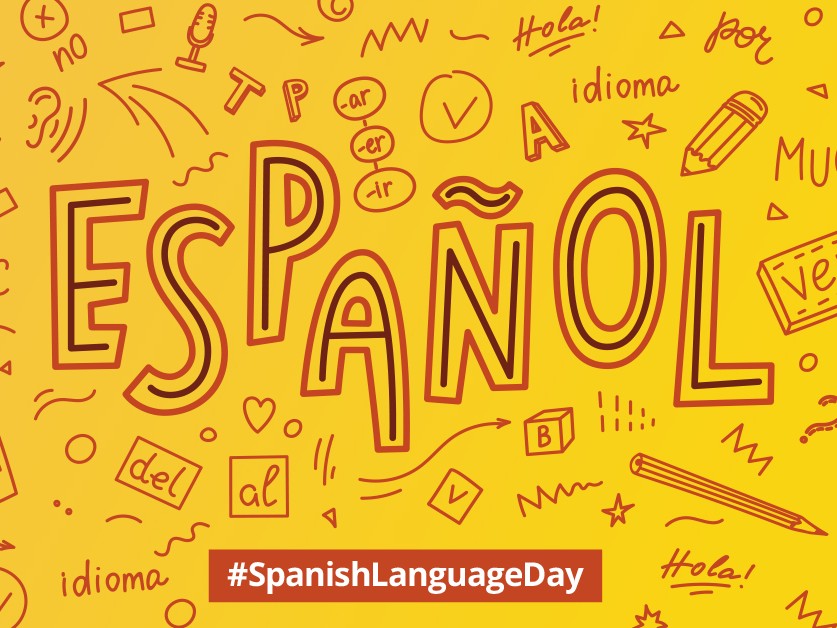 no
Hola!
por
T P
-ar
idioma
A
-er
MU
-ir
ESPAÑOL
ve
B
del
al
idioma
Hola!
#SpanishLanguageDay